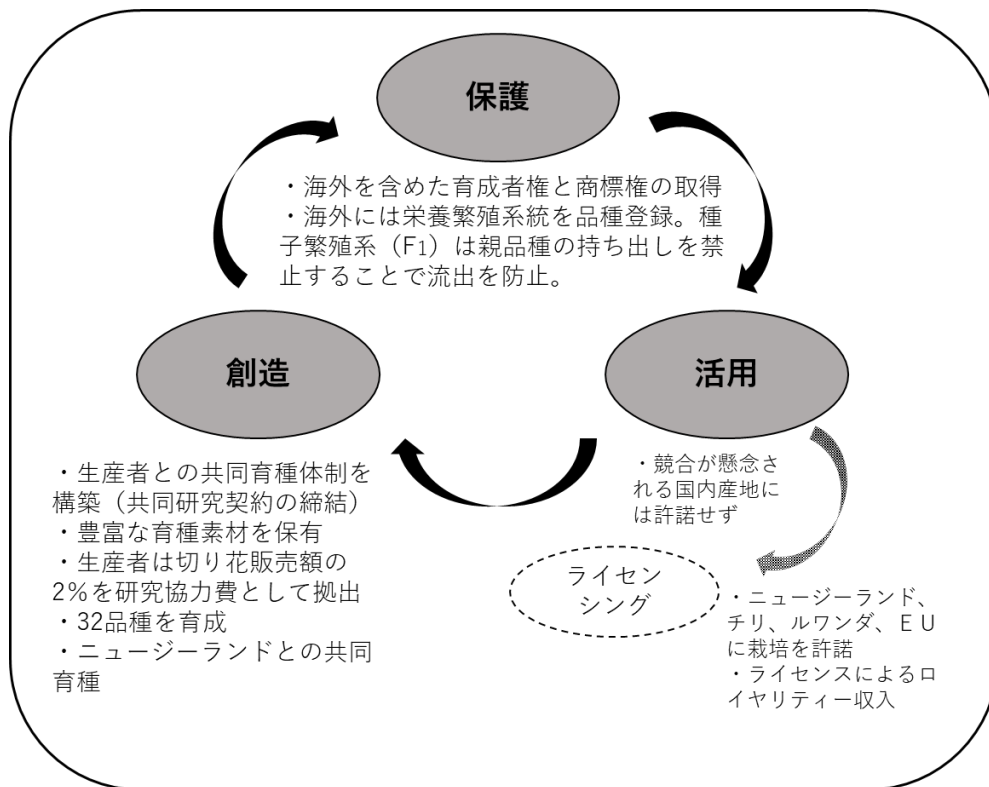 保護
・海外を含めた育成者権と商標権の取得
・海外には栄養繁殖系統を品種登録。種
子繁殖系（F1）は親品種の持ち出しを禁
止することで流出を防止。
創造
・生産者との共同育種体制を
構築（共同研究契約の締結）
・豊富な育種素材を保有
・生産者は切り花販売額の
2％を研究協力費として拠出
・32品種を育成
・ニュージーランドとの共同
育種
活用
・競合が懸念さ
れる国内産地に
は許諾せず
ライセン
シング
・ニュージーランド、
チリ、ルワンダ、ＥＵ
に栽培を許諾
・ライセンスによるロ
イヤリティー収入